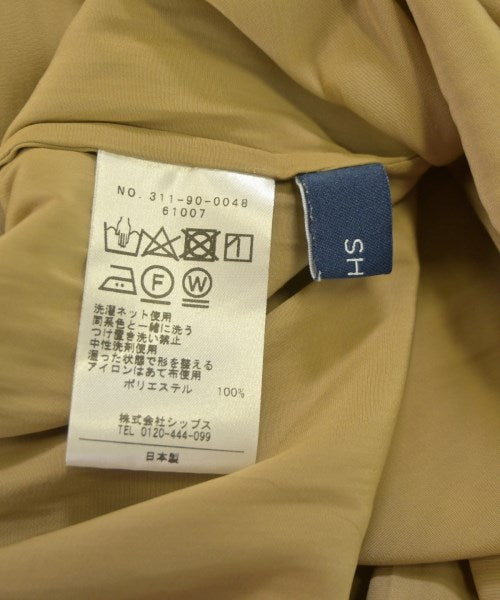 NO. 311-90-0048
61007
F W
洗濯ネット使用
同系色と一緒に洗う
つけ置き洗い禁止
中性洗剤使用
湿った状態で形を整える
アイロンはあて布使用
ポリエステル 100%
株式会社シップス
TEL 0120-444-099
日本製
SH